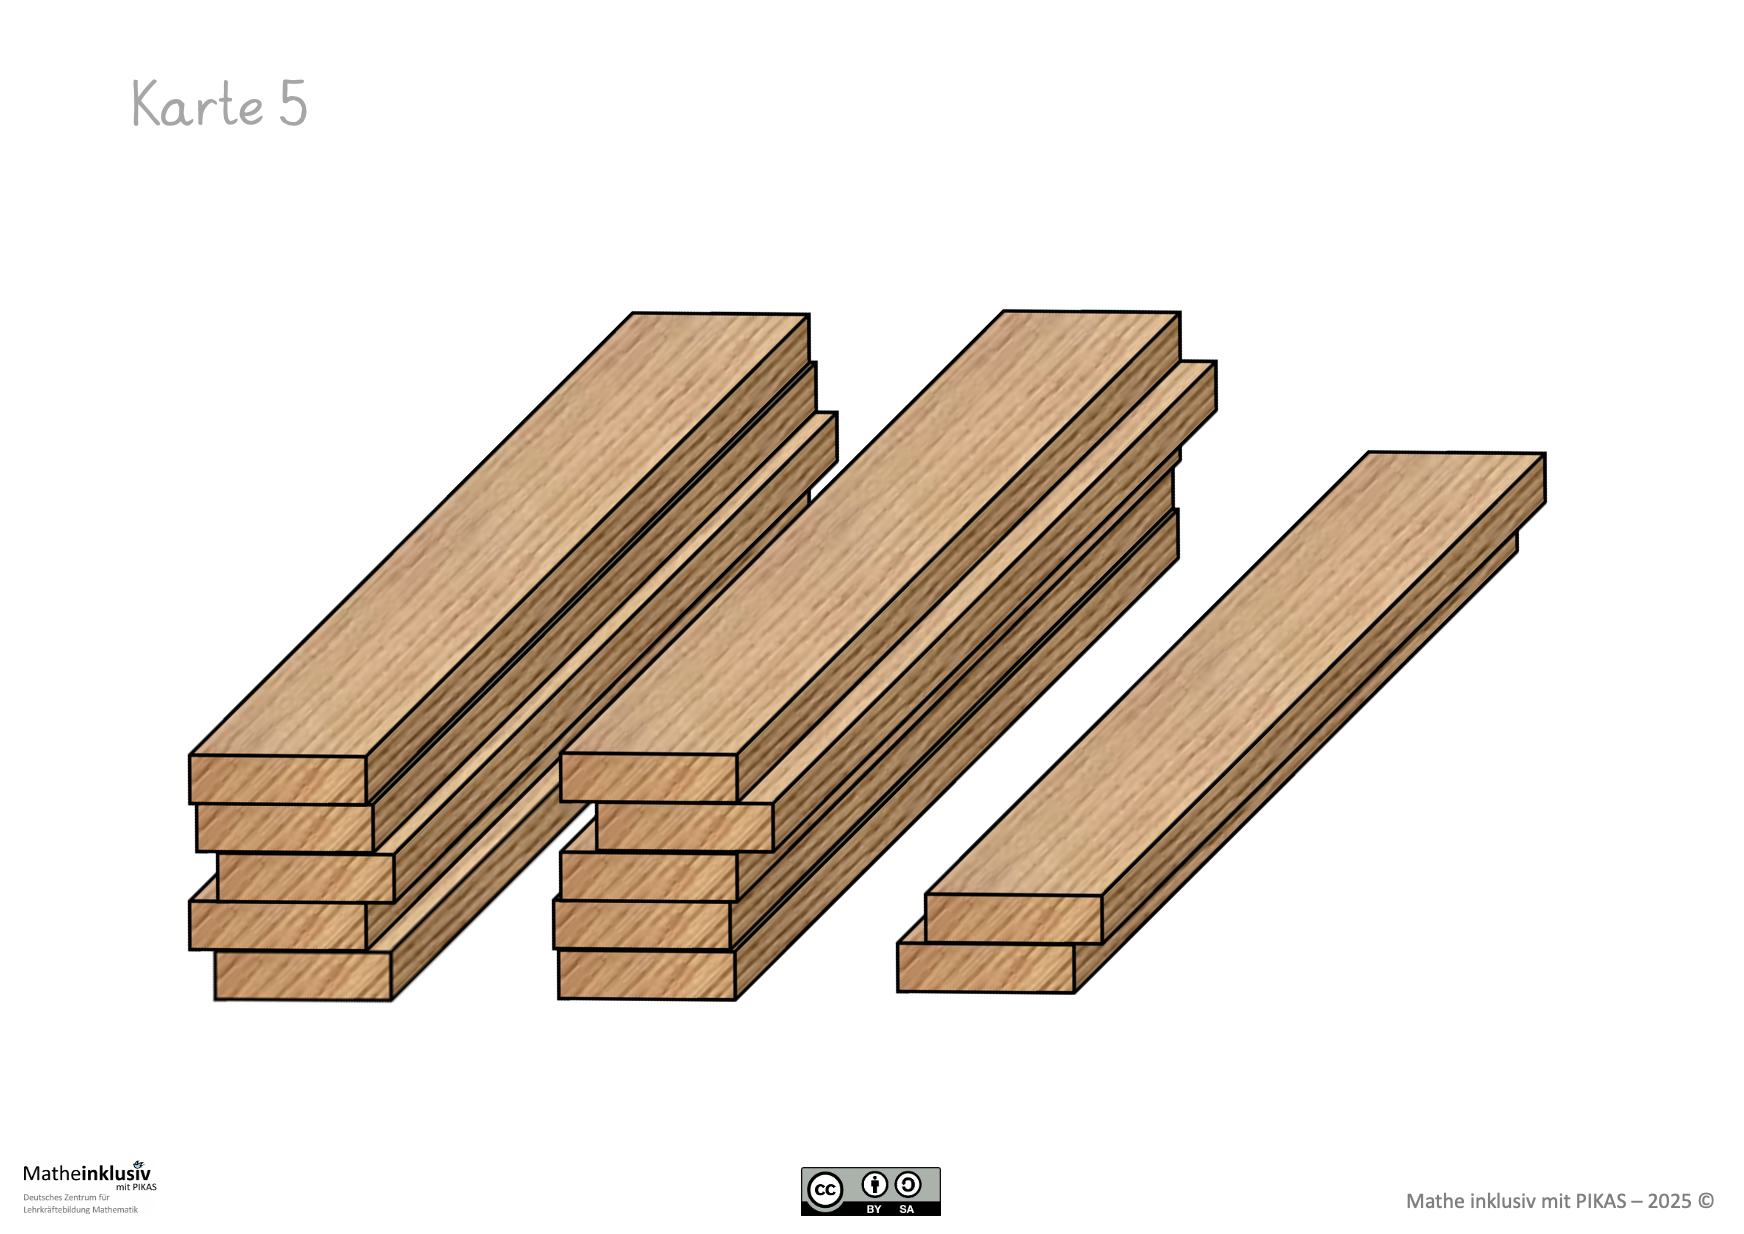 Karte 5
Matheinklusiv
mit PIKAS
Deutsches Zentrum für
Lehrkräftebildung Mathematik
cc
BY SA
Mathe inklusiv mit PIKAS – 2025 ©